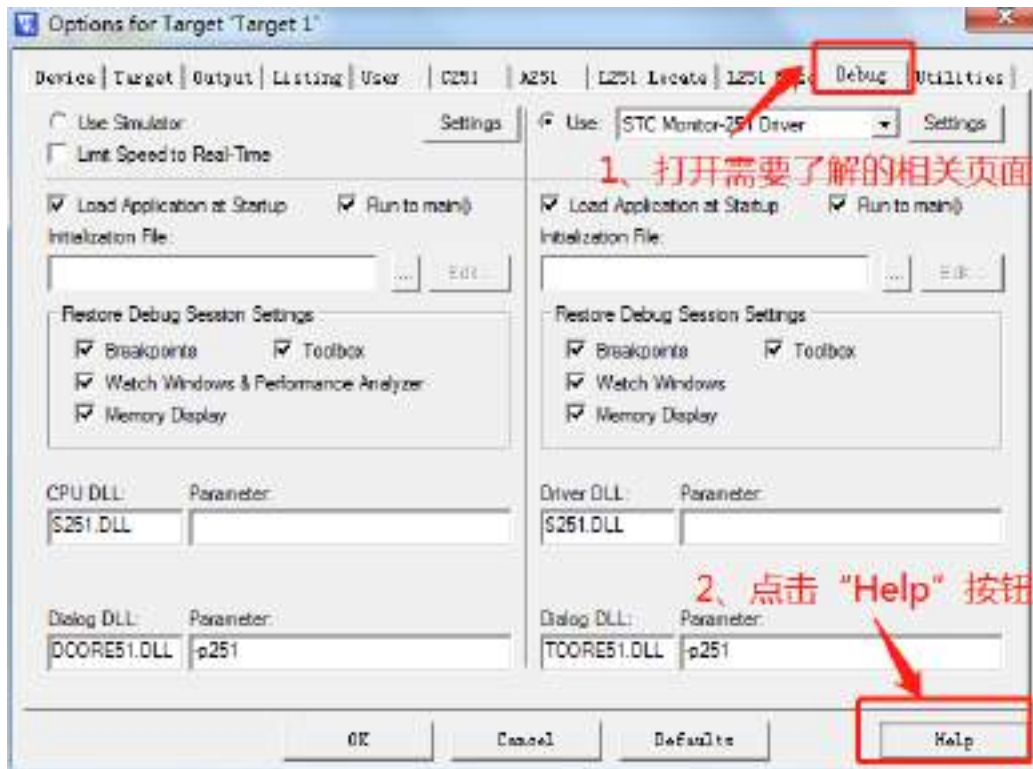 Options for Target 'Target 1'
Device Target Output Listing User C251 A251 L251 Locate L251 Debug Utilities
Use Simulator Settings Use: STC Monitor-251 Driver Settings
Limit Speed to Real-Time
1、打开需要了解的相关页面
Load Application at Startup Run to main() Load Application at Startup Run to main()
Initialization File: Initialization File:
... Edit... ... Edit...
Restore Debug Session Settings Restore Debug Session Settings
Breakpoints Toolbox Breakpoints Toolbox
Watch Windows & Performance Analyzer Watch Windows
Memory Display Memory Display
CPU DLL: Parameter: Driver DLL: Parameter:
S251.DLL S251.DLL
2、点击“Help”按钮
Dialog DLL: Parameter: Dialog DLL: Parameter:
DCORE51.DLL -p251 TCORE51.DLL -p251
OK Cancel Defaults Help